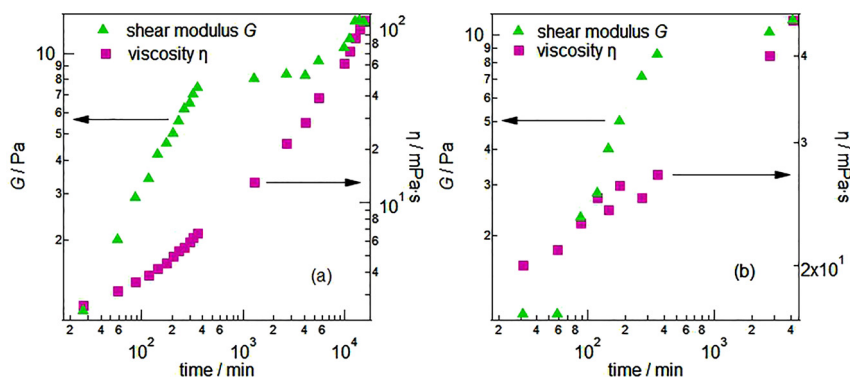 shear modulus G
viscosity η
10
9
8
7
6
5
4
3
2
G / Pa
10²
6
4
2
10¹
6
4
η / mPa·s
(a)
2 4 6 2 4 6 2 4 6 2
10² 10³ 10⁴
time / min
shear modulus G
viscosity η
10
9
8
7
6
5
4
3
2
G / Pa
4
3
2x10¹
η / mPa·s
(b)
2 4 6 8 2 4 6 8 2 4
10² 10³
time / min